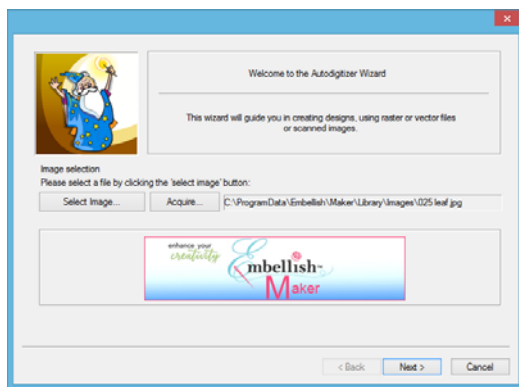 Welcome to the Autodigitizer Wizard
This wizard will guide you in creating designs, using raster or vector files
or scanned images.
Image selection
Please select a file by clicking the 'select image' button:
Select Image...
Acquire...
C:\ProgramData\Embellish\Maker\Library\Images\025 leaf.jpg
enhance your
creativity
Embellish™
Maker
< Back
Next >
Cancel